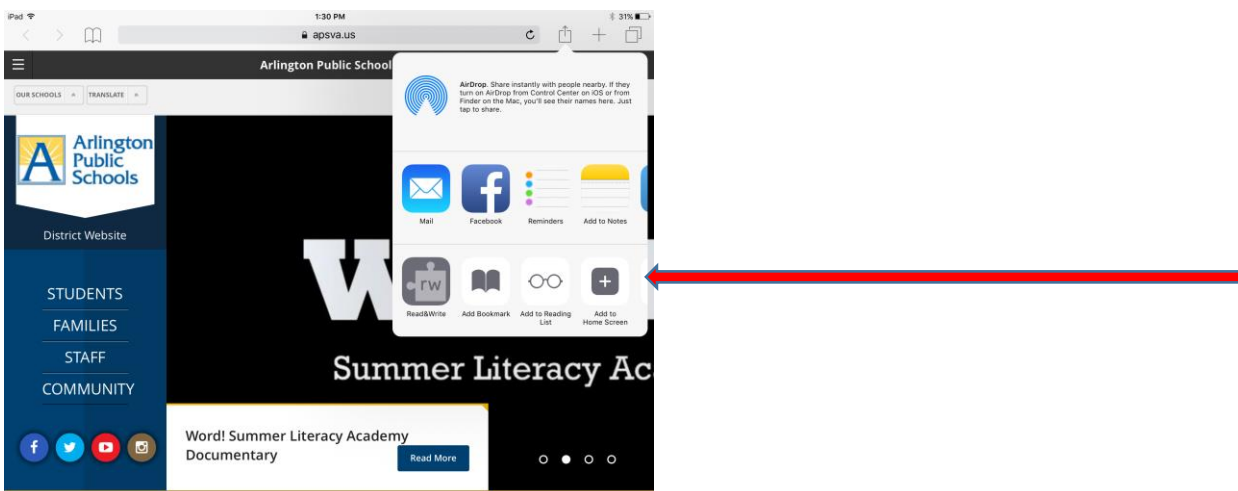 iPad 1:30 PM 31%
apsva.us
Arlington Public School
OUR SCHOOLS TRANSLATE
AirDrop. Share instantly with people nearby. If they
turn on AirDrop from Control Center on iOS or from
Finder on the Mac, you'll see their names here. Just
tap to share.
A Arlington
Public
Schools
District Website
Mail Facebook Reminders Add to Notes
W
rw
Read&Write Add Bookmark Add to Reading List Add to Home Screen
STUDENTS
FAMILIES
STAFF
COMMUNITY
Summer Literacy Ac
Word! Summer Literacy Academy
Documentary
Read More